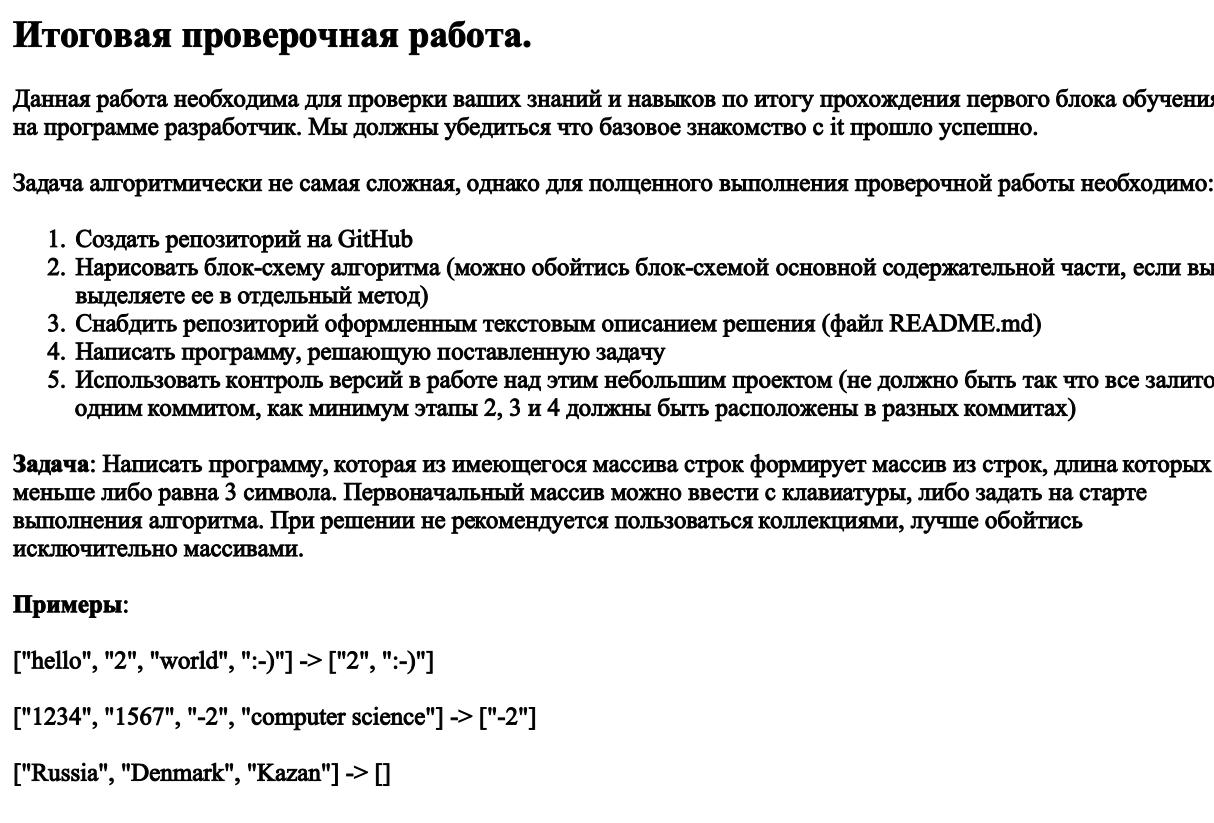 Итоговая проверочная работа.
Данная работа необходима для проверки ваших знаний и навыков по итогу прохождения первого блока обучения
на программе разработчик. Мы должны убедиться что базовое знакомство с it прошло успешно.
Задача алгоритмически не самая сложная, однако для полценного выполнения проверочной работы необходимо:
1. Создать репозиторий на GitHub
2. Нарисовать блок-схему алгоритма (можно обойтись блок-схемой основной содержательной части, если вы
выделяете ее в отдельный метод)
3. Снабдить репозиторий оформленным текстовым описанием решения (файл README.md)
4. Написать программу, решающую поставленную задачу
5. Использовать контроль версий в работе над этим небольшим проектом (не должно быть так что все залито
одним коммитом, как минимум этапы 2, 3 и 4 должны быть расположены в разных коммитах)
Задача: Написать программу, которая из имеющегося массива строк формирует массив из строк, длина которых
меньше либо равна 3 символа. Первоначальный массив можно ввести с клавиатуры, либо задать на старте
выполнения алгоритма. При решении не рекомендуется пользоваться коллекциями, лучше обойтись
исключительно массивами.
Примеры:
["hello", "2", "world", ":-)"] -> ["2", ":-)"]
["1234", "1567", "-2", "computer science"] -> ["-2"]
["Russia", "Denmark", "Kazan"] -> []